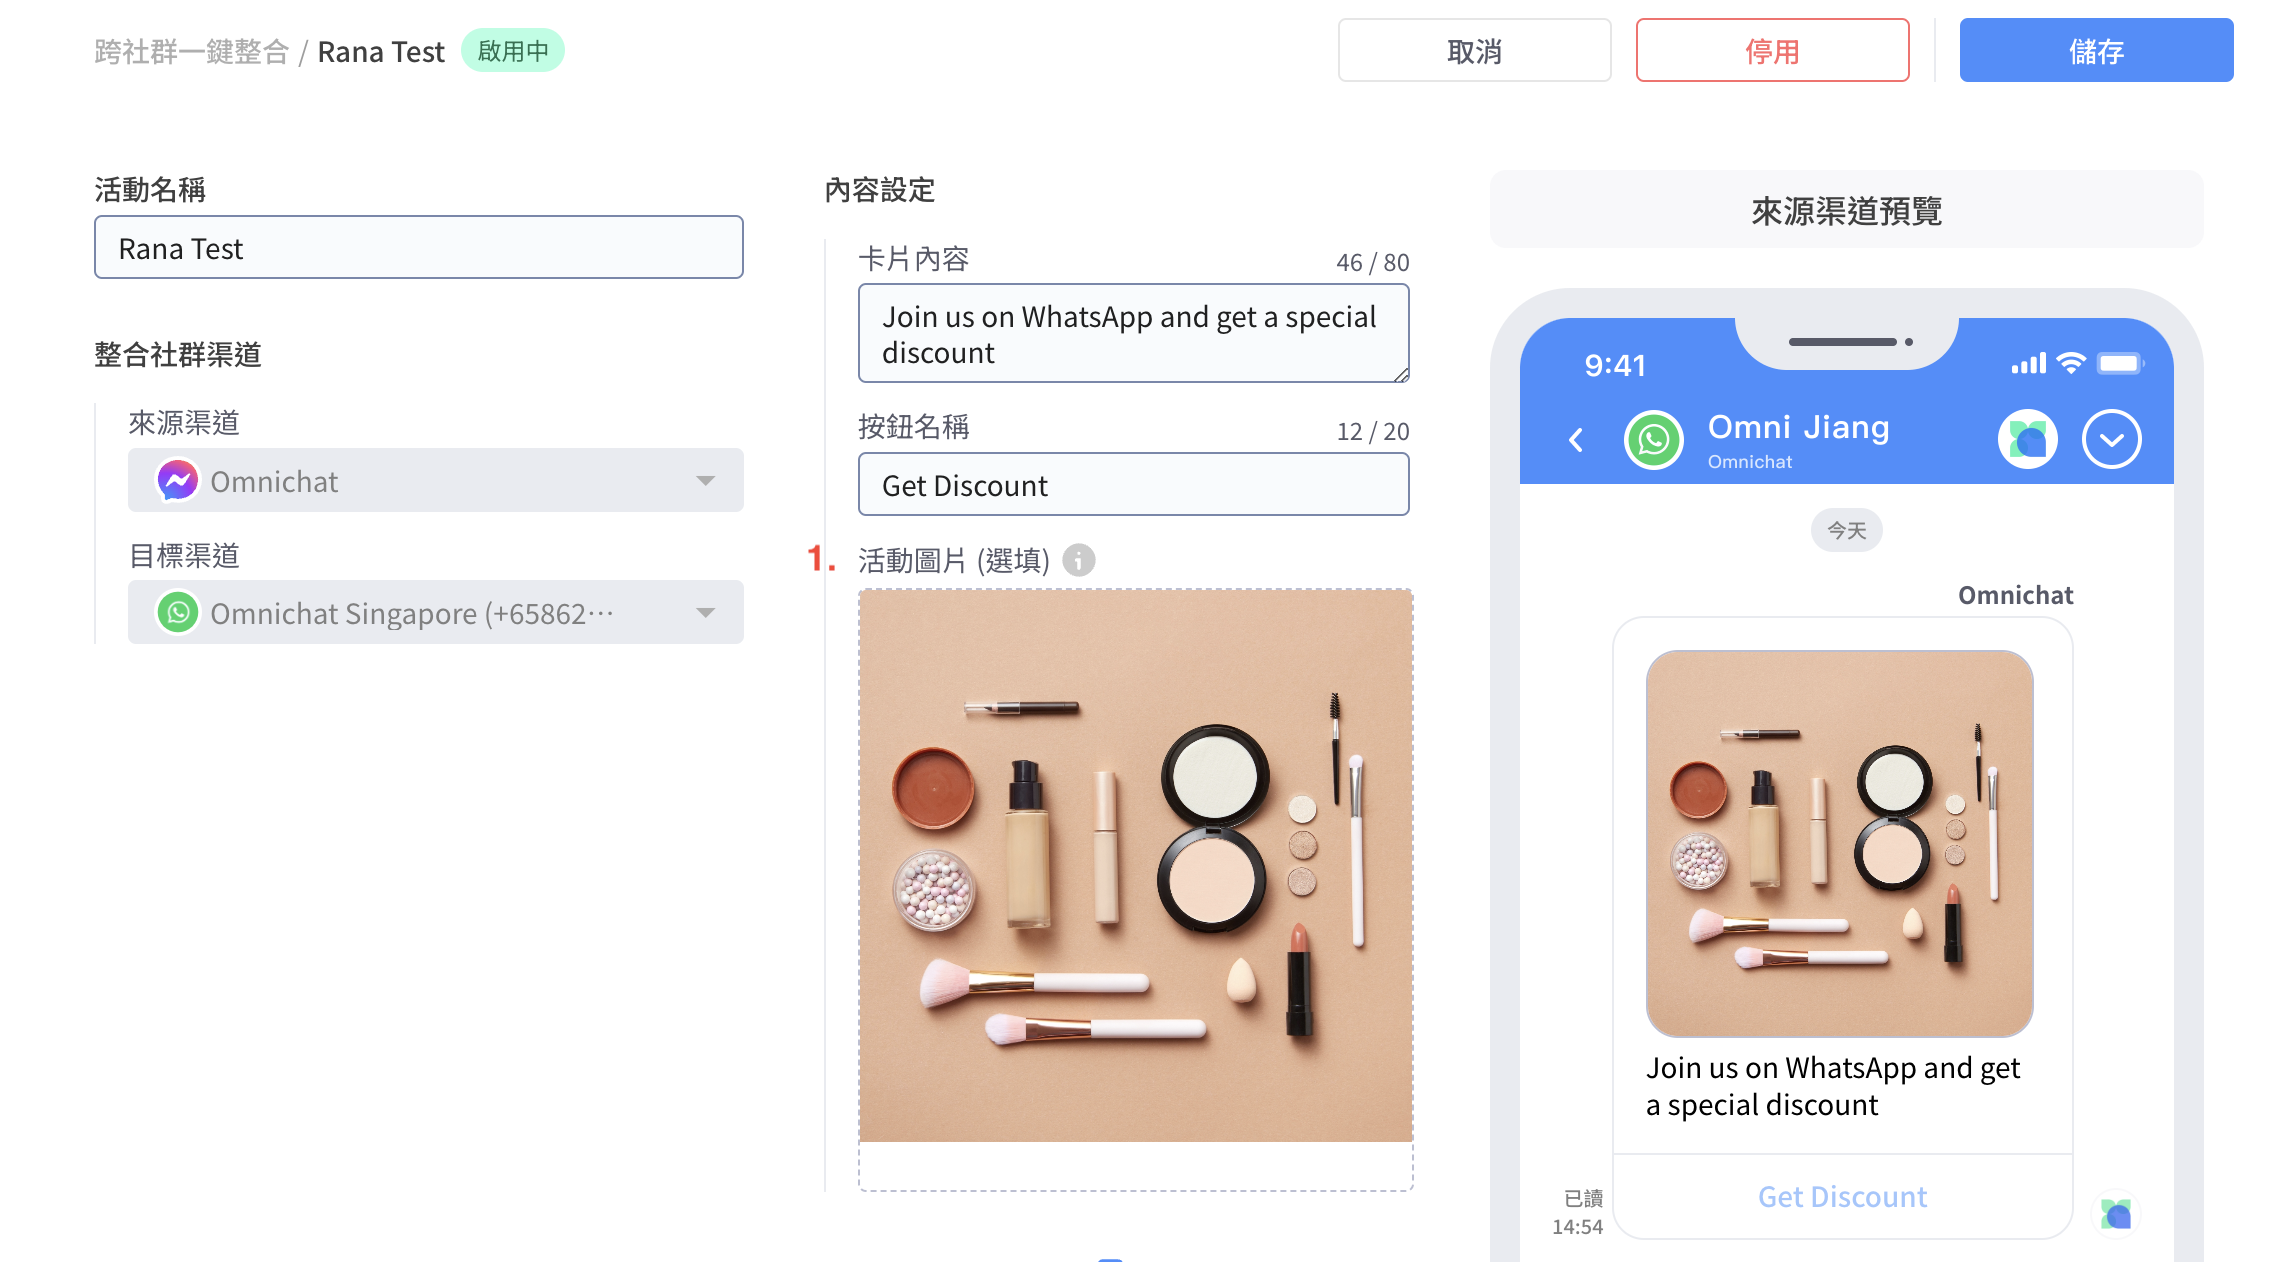 跨社群一鍵整合 / Rana Test 啟用中
取消
停用
儲存
活動名稱
Rana Test
整合社群渠道
來源渠道
Omnichat
目標渠道
Omnichat Singapore (+65862…
內容設定
卡片內容 46 / 80
Join us on WhatsApp and get a special
discount
按鈕名稱 12 / 20
Get Discount
1. 活動圖片 (選填)
來源渠道預覽
9:41
Omni Jiang
Omnichat
今天
Omnichat
Join us on WhatsApp and get
a special discount
Get Discount
已讀
14:54